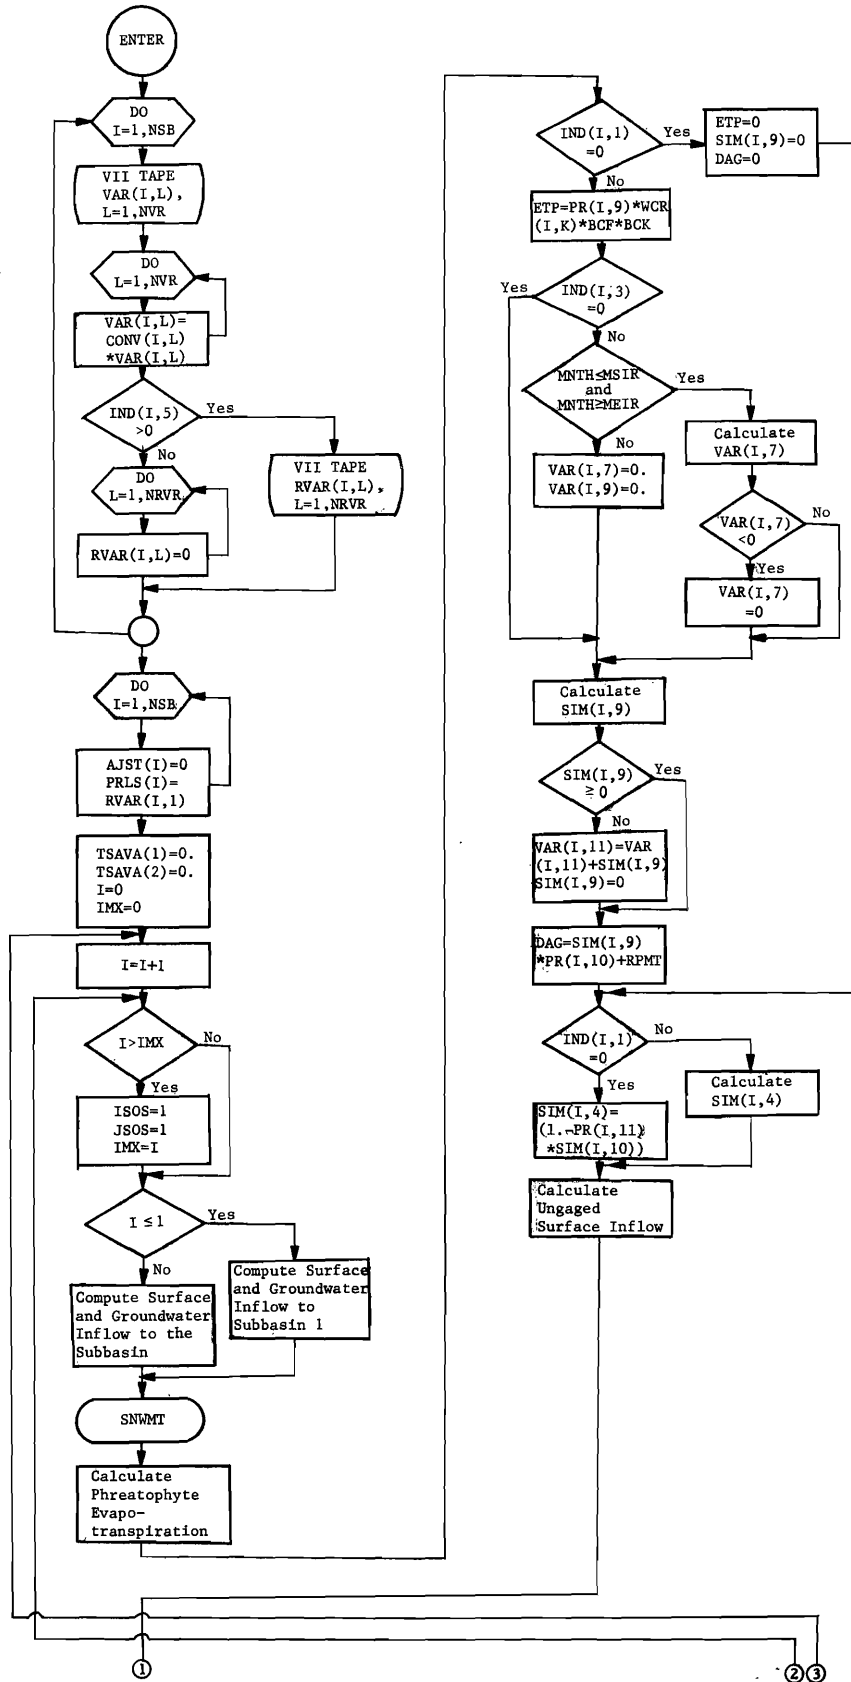 ENTER
DO
I=1,NSB
VII TAPE
VAR(I,L),
L=1,NVR
DO
L=1,NVR
VAR(I,L)=
CONV(I,L)
*VAR(I,L)
IND(I,5)
>0
Yes
No
VII TAPE
RVAR(I,L),
L=1,NRVR
DO
L=1,NRVR
RVAR(I,L)=0
DO
I=1,NSB
AJST(I)=0
PRLS(I)=
RVAR(I,1)
TSAVA(1)=0.
TSAVA(2)=0.
I=0
IMX=0
I=I+1
I>IMX
No
Yes
ISOS=1
JSOS=1
IMX=I
I≤1
Yes
No
Compute Surface
and Groundwater
Inflow to
Subbasin 1
Compute Surface
and Groundwater
Inflow to the
Subbasin
SNWMT
Calculate
Phreatophyte
Evapo-
transpiration
IND(I,1)
=0
Yes
ETP=0
SIM(I,9)=0
DAG=0
No
ETP=PR(I,9)*WCR
(I,K)*BCF*BCK
Yes
IND(I,3)
=0
No
MNTH≤MSIR
and
MNTH≥MEIR
Yes
No
Calculate
VAR(I,7)
VAR(I,7)=0.
VAR(I,9)=0.
VAR(I,7)
<0
No
Yes
VAR(I,7)
=0
Calculate
SIM(I,9)
SIM(I,9)
≥0
Yes
No
VAR(I,11)=VAR
(I,11)+SIM(I,9)
SIM(I,9)=0
DAG=SIM(I,9)
*PR(I,10)+RPMT
IND(I,1)
=0
No
Yes
Calculate
SIM(I,4)
SIM(I,4)=
(1.-PR(I,11)
*SIM(I,10))
Calculate
Ungaged
Surface Inflow
1
2
3